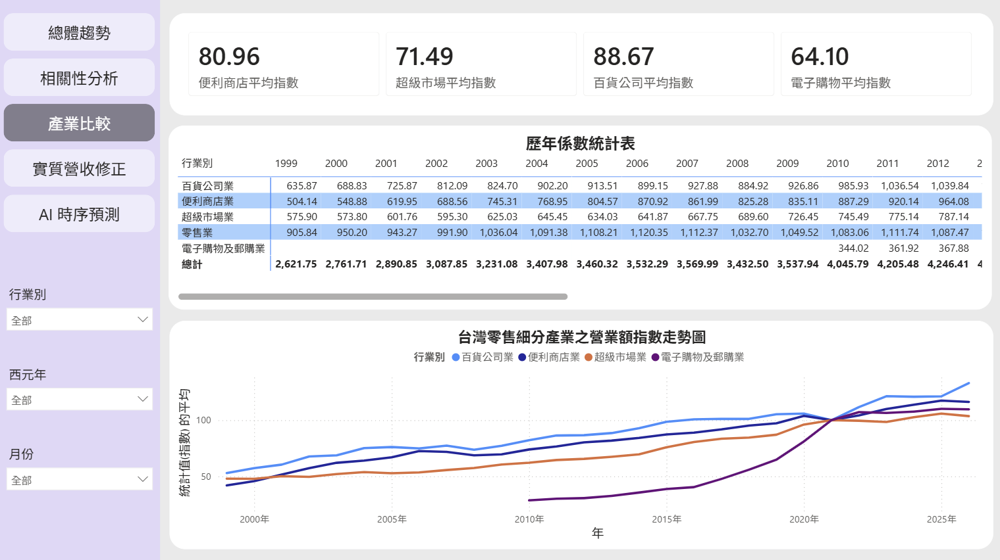 總體趨勢
相關性分析
產業比較
實質營收修正
AI 時序預測
行業別
全部
西元年
全部
月份
全部
80.96
便利商店平均指數
71.49
超級市場平均指數
88.67
百貨公司平均指數
64.10
電子購物平均指數
歷年係數統計表
行業別 1999 2000 2001 2002 2003 2004 2005 2006 2007 2008 2009 2010 2011 2012 2
百貨公司業 635.87 688.83 725.87 812.09 824.70 902.20 913.51 899.15 927.88 884.92 926.86 985.93 1,036.54 1,039.84
便利商店業 504.14 548.88 619.95 688.56 745.31 768.95 804.57 870.92 861.99 825.28 835.11 887.29 920.14 964.08
超級市場業 575.90 573.80 601.76 595.30 625.03 645.45 634.03 641.87 667.75 689.60 726.45 745.49 775.14 787.14
零售業 905.84 950.20 943.27 991.90 1,036.04 1,091.38 1,108.21 1,120.35 1,112.37 1,032.70 1,049.52 1,083.06 1,111.74 1,087.47
電子購物及郵購業 344.02 361.92 367.88
總計 2,621.75 2,761.71 2,890.85 3,087.85 3,231.08 3,407.98 3,460.32 3,532.29 3,569.99 3,432.50 3,537.94 4,045.79 4,205.48 4,246.41 4
台灣零售細分產業之營業額指數走勢圖
行業別 百貨公司業 便利商店業 超級市場業 電子購物及郵購業
統計值(指數) 的平均
100
50
2000年 2005年 2010年 2015年 2020年 2025年
年